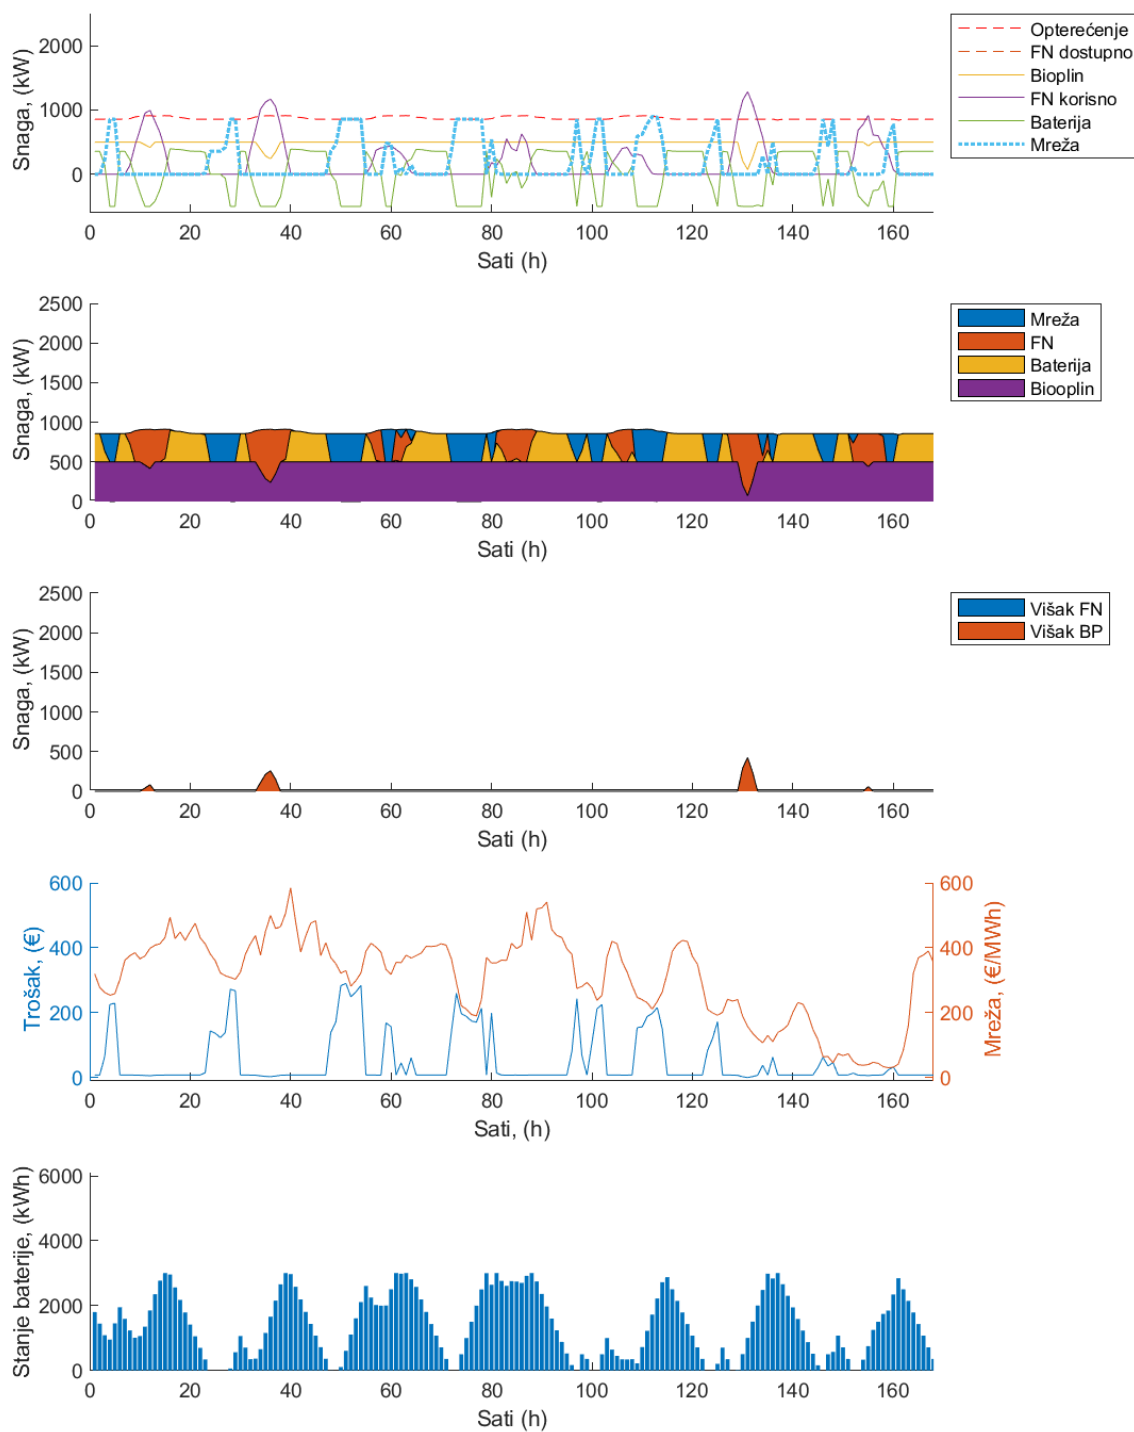 2000
1000
0
Snaga, (kW)
0 20 40 60 80 100 120 140 160
Sati (h)
Opterećenje
FN dostupno
Bioplin
FN korisno
Baterija
Mreža
2500
2000
1500
1000
500
0
Snaga, (kW)
0 20 40 60 80 100 120 140 160
Sati (h)
Mreža
FN
Baterija
Biooplin
2500
2000
1500
1000
500
0
Snaga, (kW)
0 20 40 60 80 100 120 140 160
Sati (h)
Višak FN
Višak BP
600
400
200
0
Trošak, (€)
600
400
200
0
Mreža, (€/MWh)
0 20 40 60 80 100 120 140 160
Sati, (h)
6000
4000
2000
0
Stanje baterije, (kWh)
0 20 40 60 80 100 120 140 160
Sati (h)